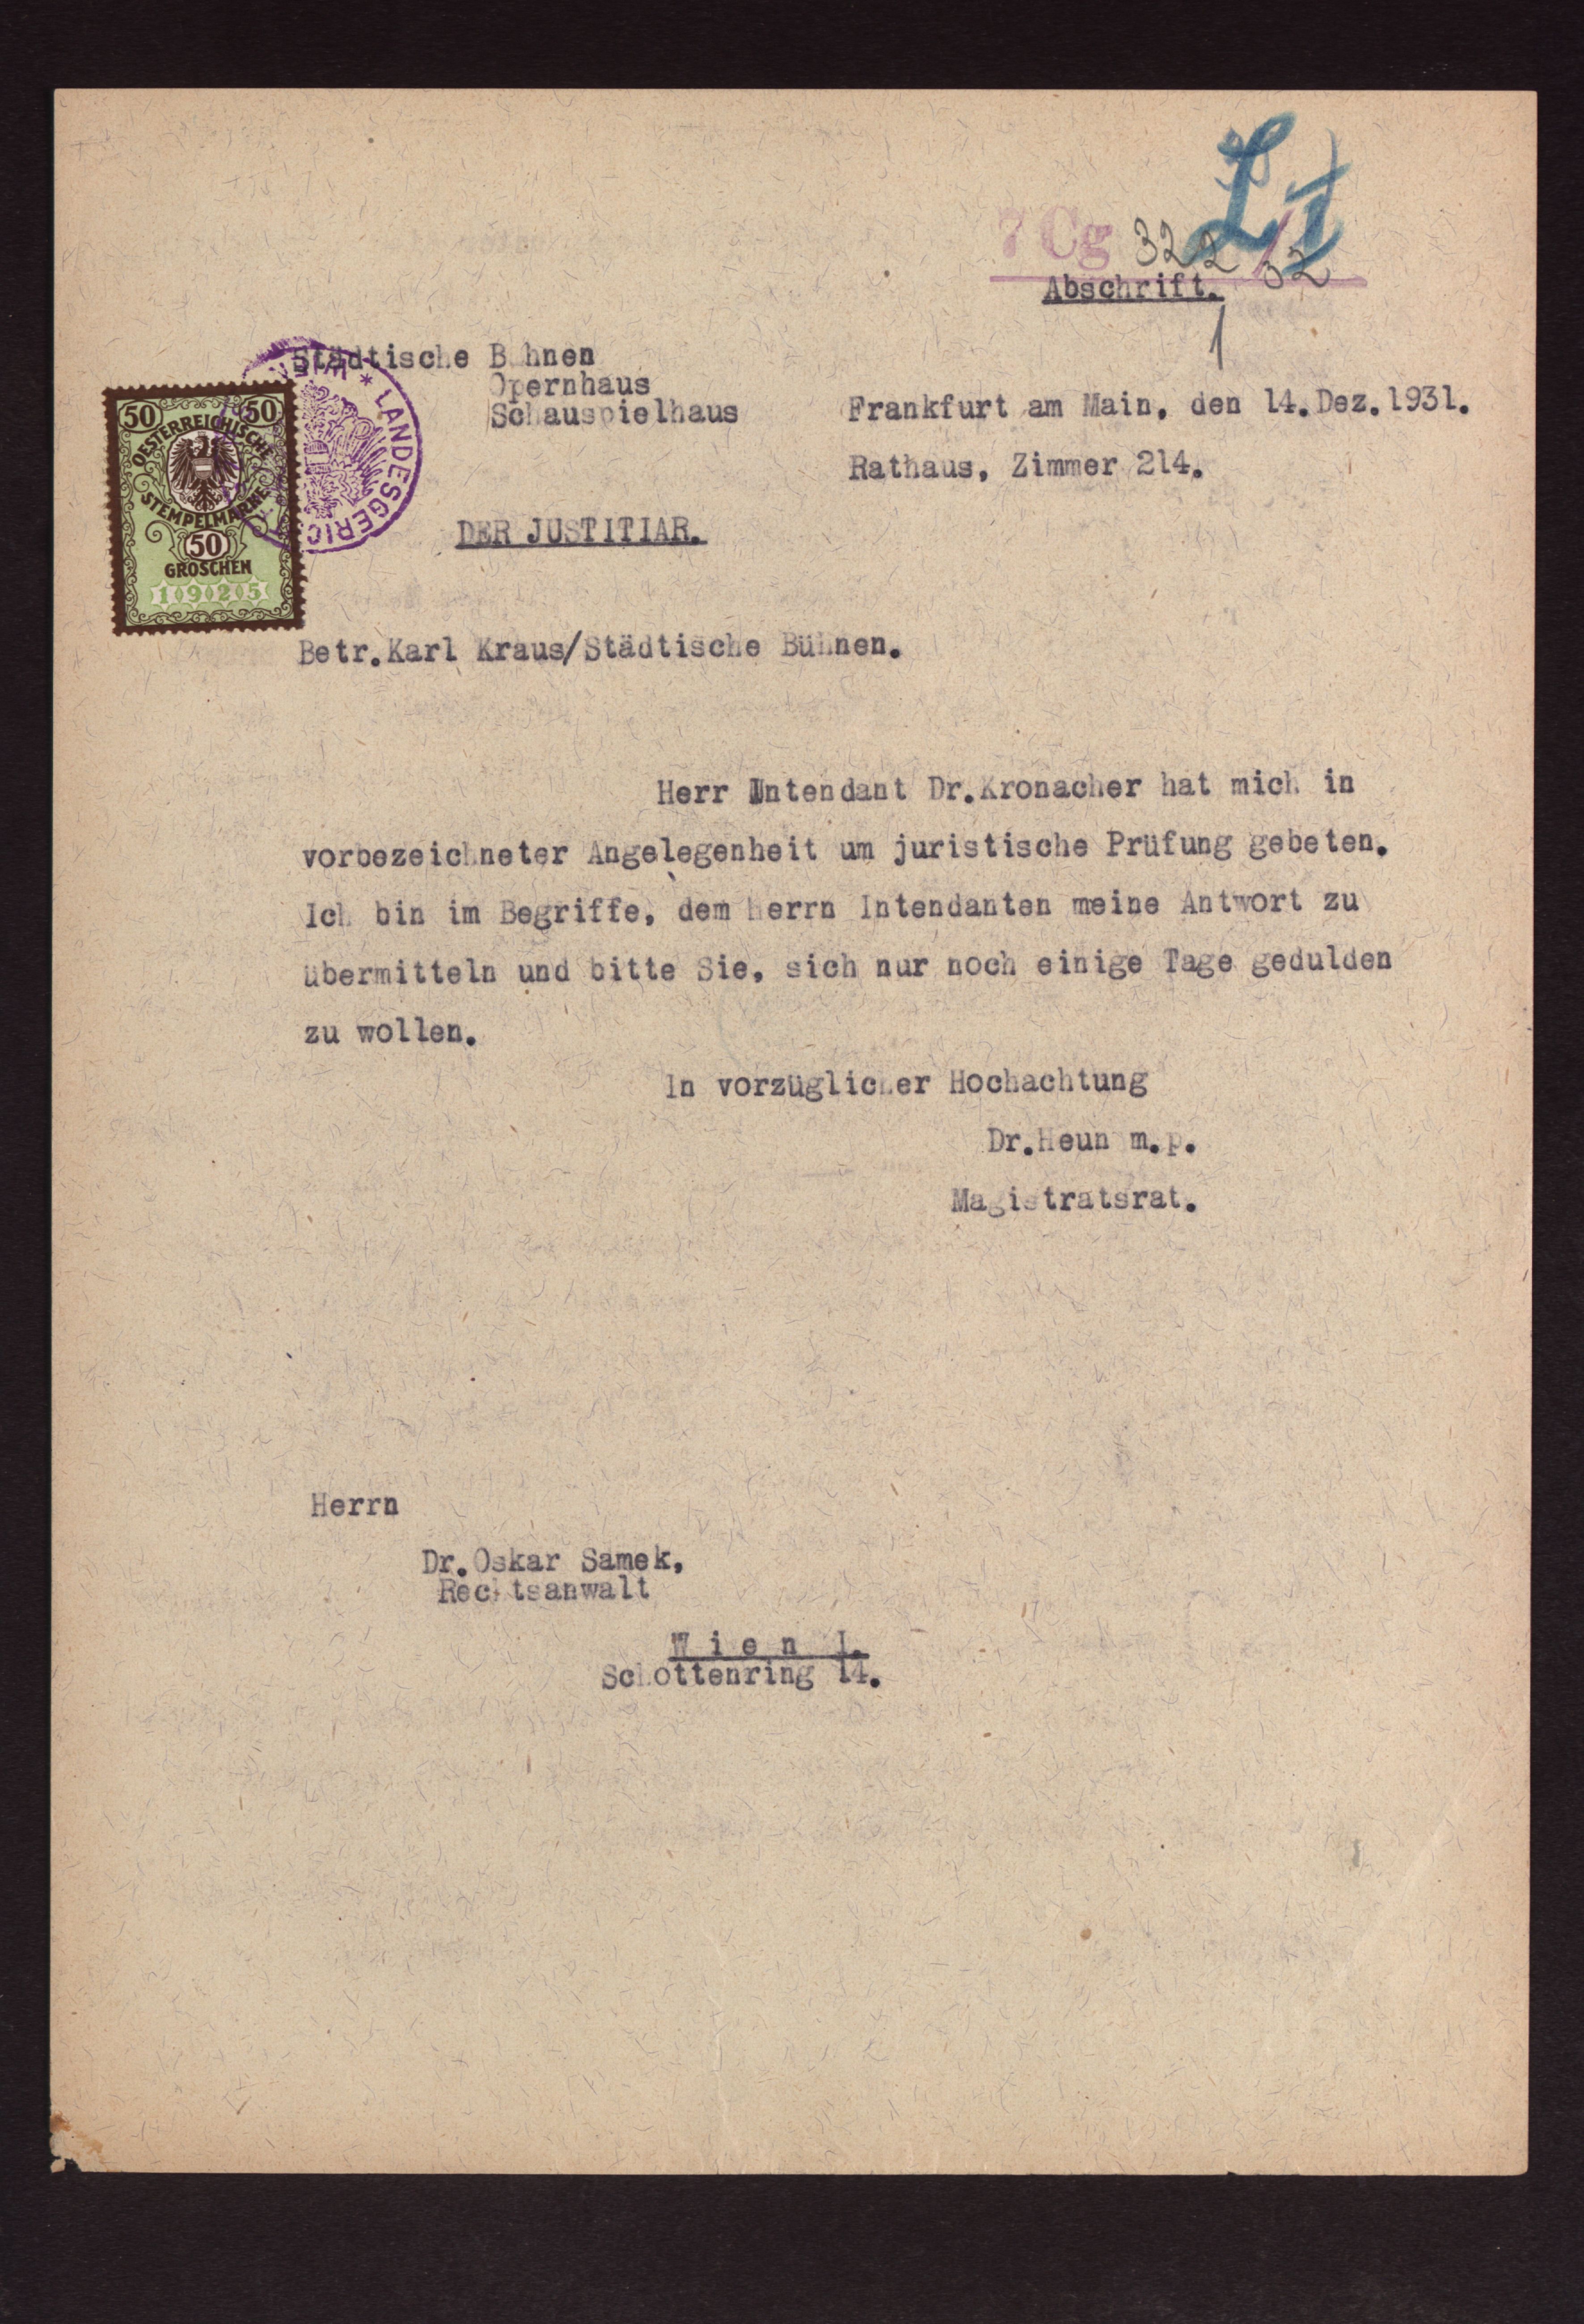 L I
7 Cg 322/32
Abschrift.
1
Städtische Bühnen
Opernhaus
Schauspielhaus
Frankfurt am Main, den 14.Dez.1931.
Rathaus, Zimmer 214.
50 50
OESTERREICHISCHE
STEMPELMARKE
50
GROSCHEN
1925
* LANDESGERIC
WIEN
DER JUSTITIAR.
Betr.Karl Kraus/Städtische Bühnen.
Herr Intendant Dr.Kronacher hat mich in
vorbezeichneter Angelegenheit um juristische Prüfung gebeten.
Ich bin im Begriffe, dem Herrn Intendanten meine Antwort zu
übermitteln und bitte Sie, sich nur noch einige Tage gedulden
zu wollen.
In vorzüglicher Hochachtung
Dr.Heun m.p.
Magistratsrat.
Herrn
Dr.Oskar Samek,
Rechtsanwalt
Wien I.
Schottenring 14.